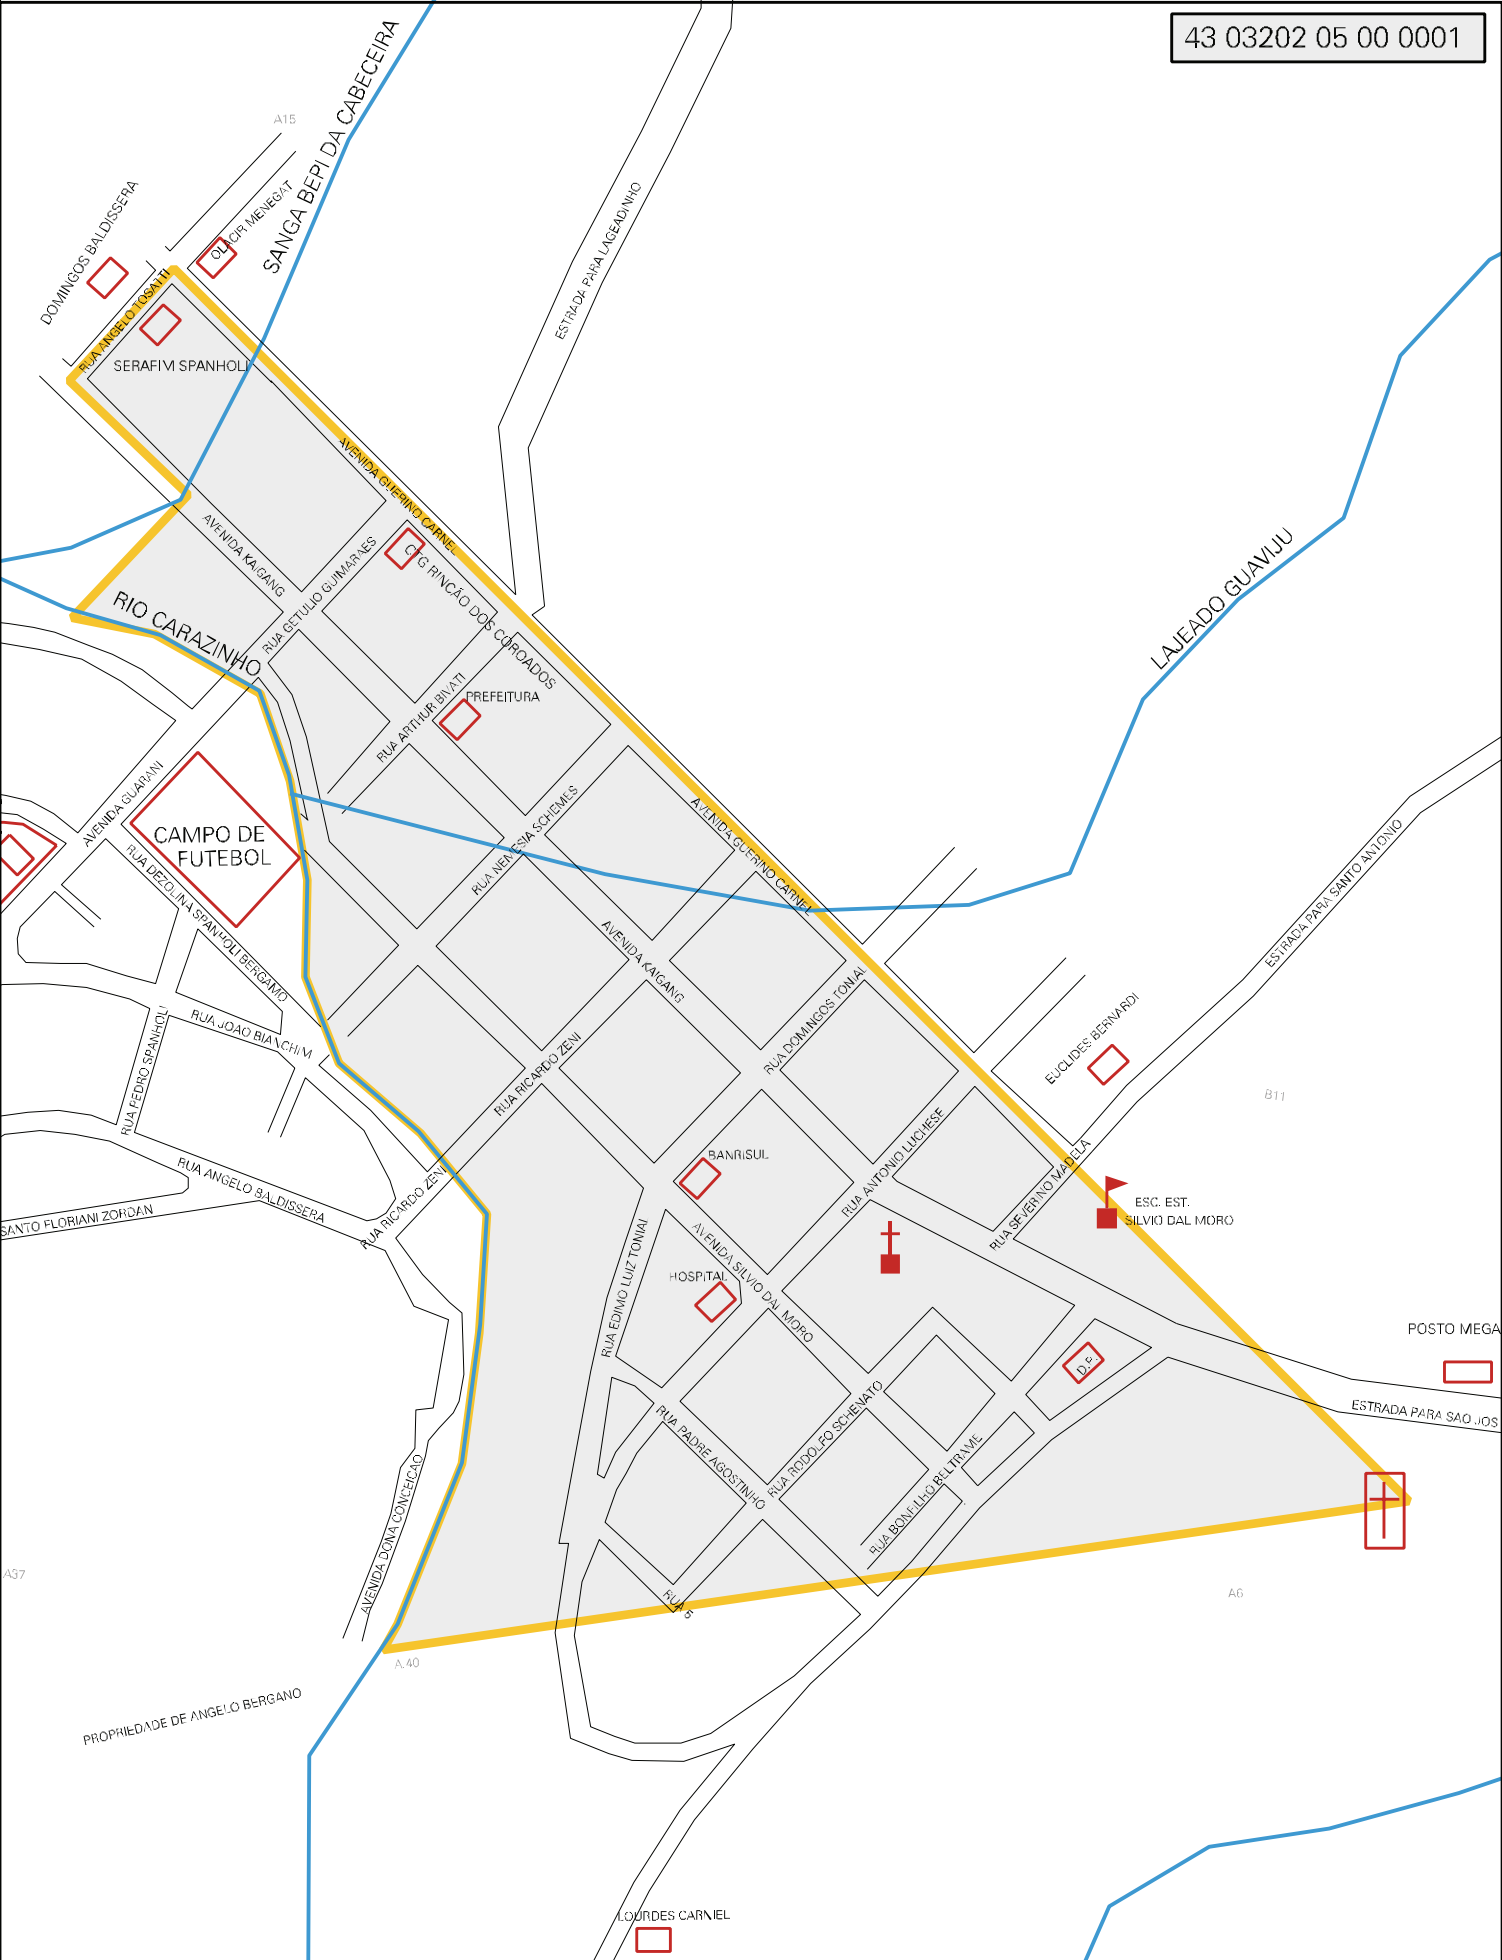 43 03202 05 00 0001
SANGA BEPI DA CABECEIRA
A15
DOMINGOS BALDISSERA
OLACIR MENEGAT
ESTRADA PARA LAGEADINHO
RUA ANGELO TOSATTI
SERAFIM SPANHOLI
AVENIDA GUERINO CARNEL
AVENIDA KAIGANG
RUA GETULIO GUIMARAES
CTG RINCÃO DOS COROADOS
RIO CARAZINHO
LAJEADO GUAVIJU
RUA ARTHUR BIVATI
PREFEITURA
AVENIDA GUARANI
CAMPO DE
FUTEBOL
RUA NEMESIA SCHEMES
AVENIDA GUERINO CARNEL
ESTRADA PARA SANTO ANTONIO
RUA DEZOLINA SPANHOLI BERGAMO
AVENIDA KAIGANG
RUA DOMINGOS TONIAL
EUCLIDES BERNARDI
RUA JOAO BIANCHIM
RUA PEDRO SPANHOLI
RUA RICARDO ZENI
B11
RUA ANTONIO LUCHESE
RUA SEVERINO MADELA
BANRISUL
RUA ANGELO BALDISSERA
RUA RICARDO ZENI
SANTO FLORIANI ZORDAN
ESC. EST.
SILVIO DAL MORO
RUA EDIMO LUIZ TONIAL
AVENIDA SILVIO DAL MORO
HOSPITAL
POSTO MEGA
D.P.
ESTRADA PARA SAO JOS
RUA PADRE AGOSTINHO
RUA RODOLFO SCHENATO
RUA BONFILHO BELTRAME
AVENIDA DONA CONCEICAO
A37
A6
RUA 5
A 40
PROPRIEDADE DE ANGELO BERGANO
LOURDES CARNIEL